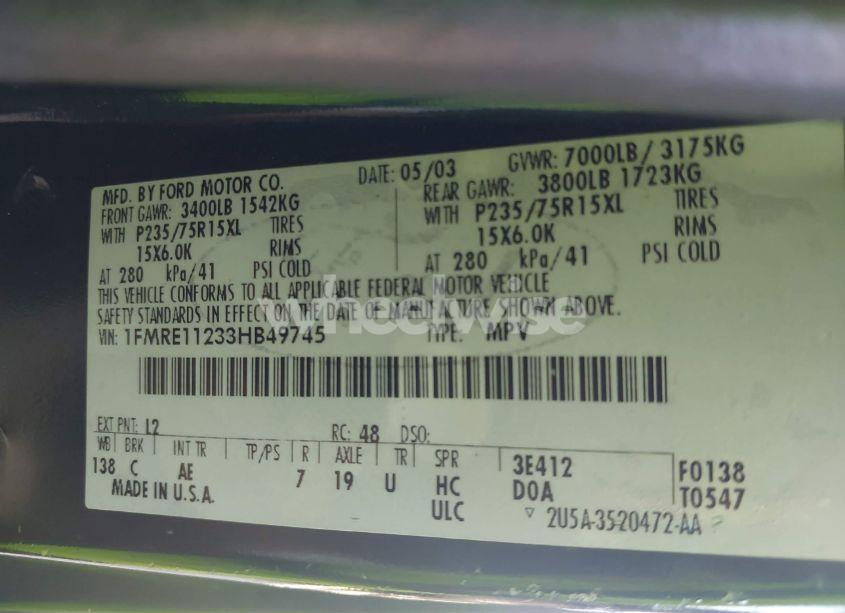 MFD. BY FORD MOTOR CO. DATE: 05/03 GVWR: 7000LB / 3175KG
FRONT GAWR: 3400LB 1542KG REAR GAWR: 3800LB 1723KG
WITH P235/75R15XL TIRES WITH P235/75R15XL TIRES
15X6.0K RIMS 15X6.0K RIMS
AT 280 kPa/41 PSI COLD AT 280 kPa/41 PSI COLD
THIS VEHICLE CONFORMS TO ALL APPLICABLE FEDERAL MOTOR VEHICLE
SAFETY STANDARDS IN EFFECT ON THE DATE OF MANUFACTURE SHOWN ABOVE.
VIN: 1FMRE11233HB49745 TYPE: MPV
wheelwise
EXT PNT: L2 RC: 48 DSO:
WB BRK INT TR TP/PS R AXLE TR SPR 3E412 F0138
138 C AE 7 19 U HC DOA T0547
MADE IN U.S.A. ULC 2U5A-3520472-AA